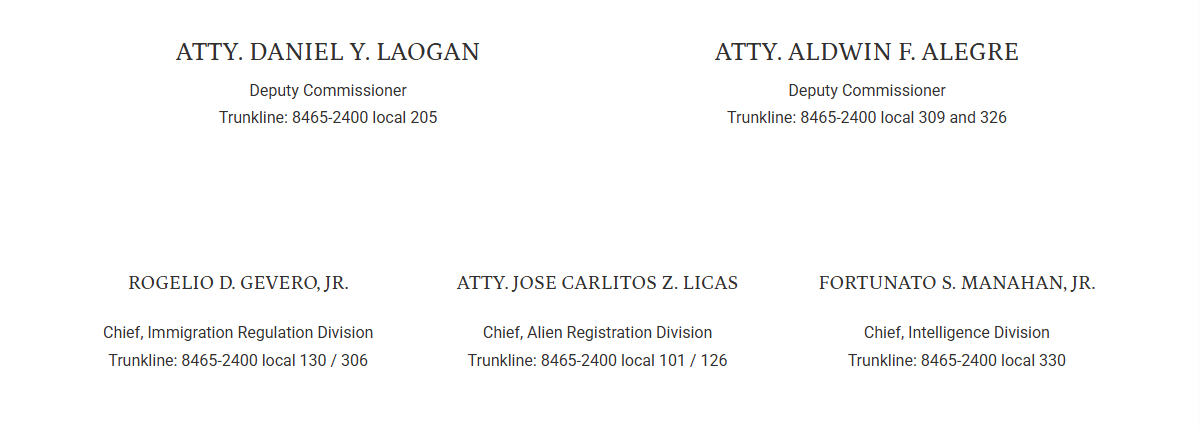 ATTY. DANIEL Y. LAOGAN
Deputy Commissioner
Trunkline: 8465-2400 local 205
ATTY. ALDWIN F. ALEGRE
Deputy Commissioner
Trunkline: 8465-2400 local 309 and 326
ROGELIO D. GEVERO, JR.
Chief, Immigration Regulation Division
Trunkline: 8465-2400 local 130 / 306
ATTY. JOSE CARLITOS Z. LICAS
Chief, Alien Registration Division
Trunkline: 8465-2400 local 101 / 126
FORTUNATO S. MANAHAN, JR.
Chief, Intelligence Division
Trunkline: 8465-2400 local 330